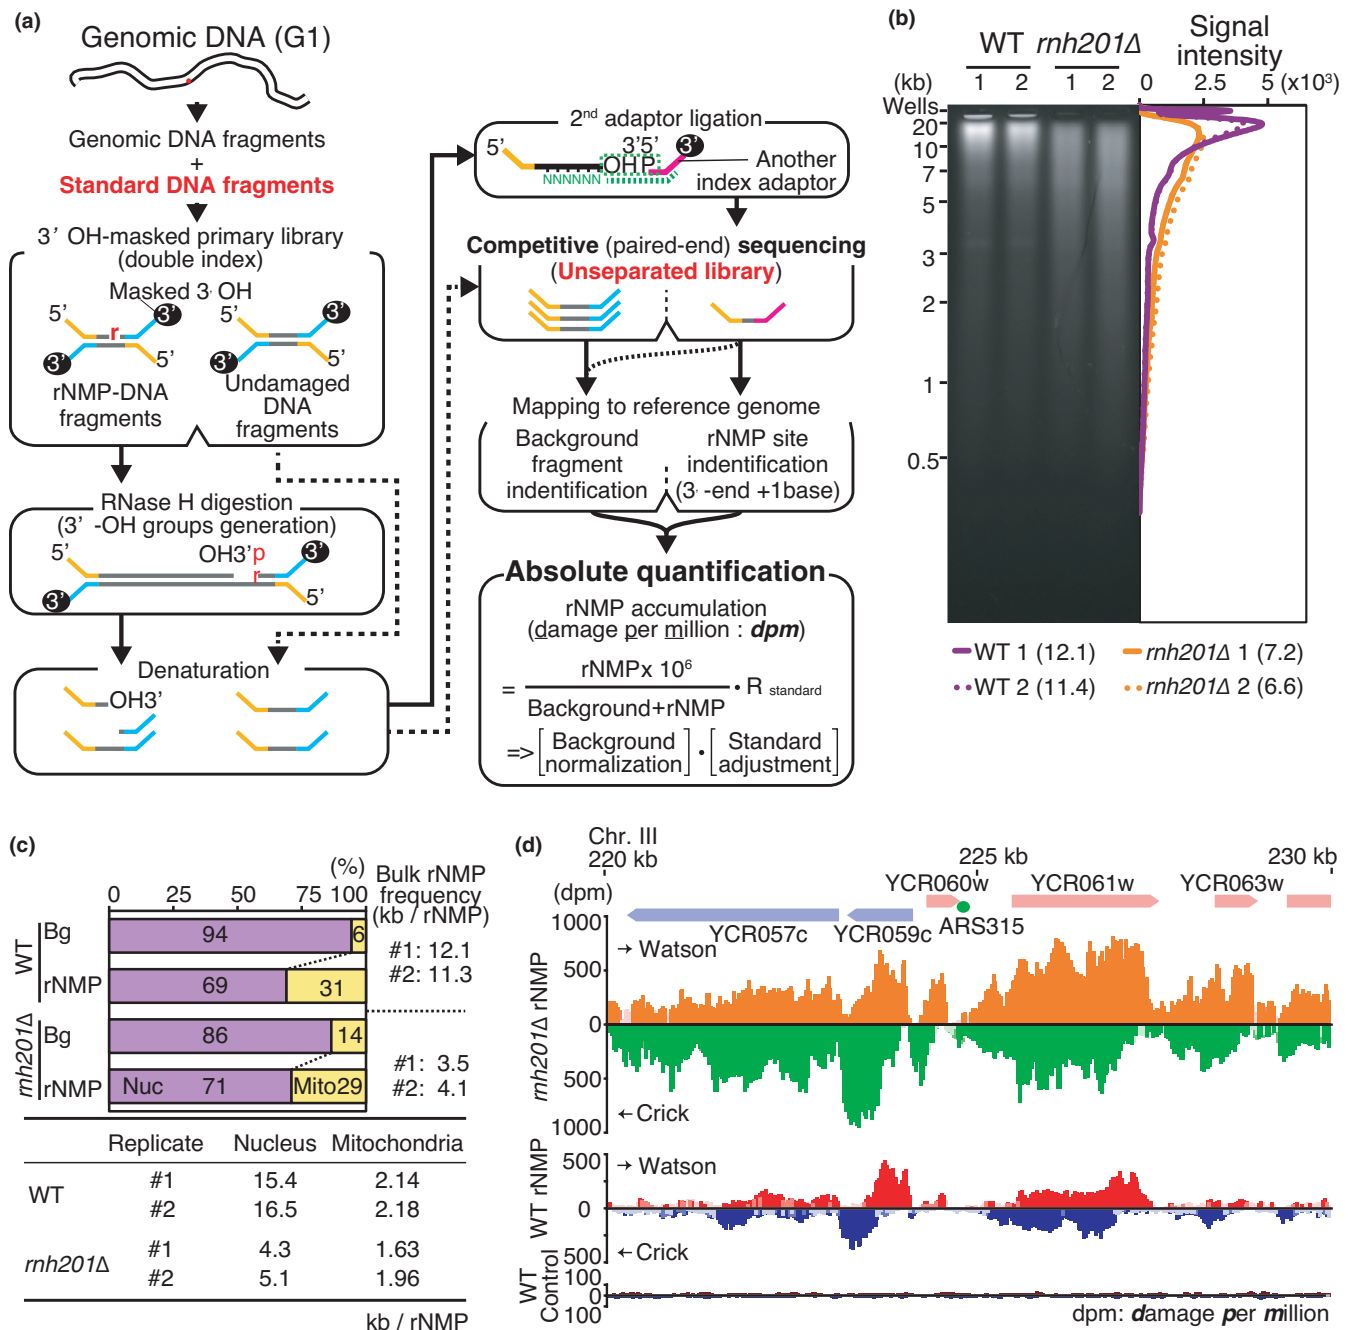 (a)
Genomic DNA (G1)
Genomic DNA fragments
+
Standard DNA fragments
3’ OH-masked primary library
(double index)
Masked 3’ OH
5’
3’
r
3’
5’
3’
3’
rNMP-DNA
fragments
Undamaged
DNA
fragments
RNase H digestion
(3’ -OH groups generation)
5’
OH3’
p
r
3’
3’
5’
Denaturation
OH3’
2nd adaptor ligation
5’
3’5’
3’
OH P
NNNNNN
Another
index adaptor
Competitive (paired-end) sequencing
(Unseparated library)
Mapping to reference genome
Background
fragment
indentification
rNMP site
indentification
(3’ -end +1base)
Absolute quantification
rNMP accumulation
(damage per million : dpm)
= rNMPx 10⁶
Background+rNMP
• R standard
=> [Background normalization] • [Standard adjustment]
(b)
WT rnh201Δ
Signal
intensity
(kb) 1 2 1 2
0 2.5 5 (x10³)
Wells
20
10
7
5
3
2
1
0.5
WT 1 (12.1)
rnh201Δ 1 (7.2)
WT 2 (11.4)
rnh201Δ 2 (6.6)
(c)
(%)
0 25 50 75 100
Bulk rNMP
frequency
(kb / rNMP)
WT
Bg 94 6
rNMP 69 31
#1: 12.1
#2: 11.3
rnh201Δ
Bg 86 14
rNMP Nuc 71 Mito29
#1: 3.5
#2: 4.1
Replicate Nucleus Mitochondria
WT
#1 15.4 2.14
#2 16.5 2.18
rnh201Δ
#1 4.3 1.63
#2 5.1 1.96
kb / rNMP
(d)
Chr. III
220 kb 225 kb 230 kb
(dpm)
YCR060w YCR061w YCR063w
YCR057c YCR059c ARS315
rnh201Δ rNMP
1000
500
0
500
1000
Watson
Crick
WT rNMP
500
0
500
Watson
Crick
WT
Control
100
0
100
dpm: damage per million